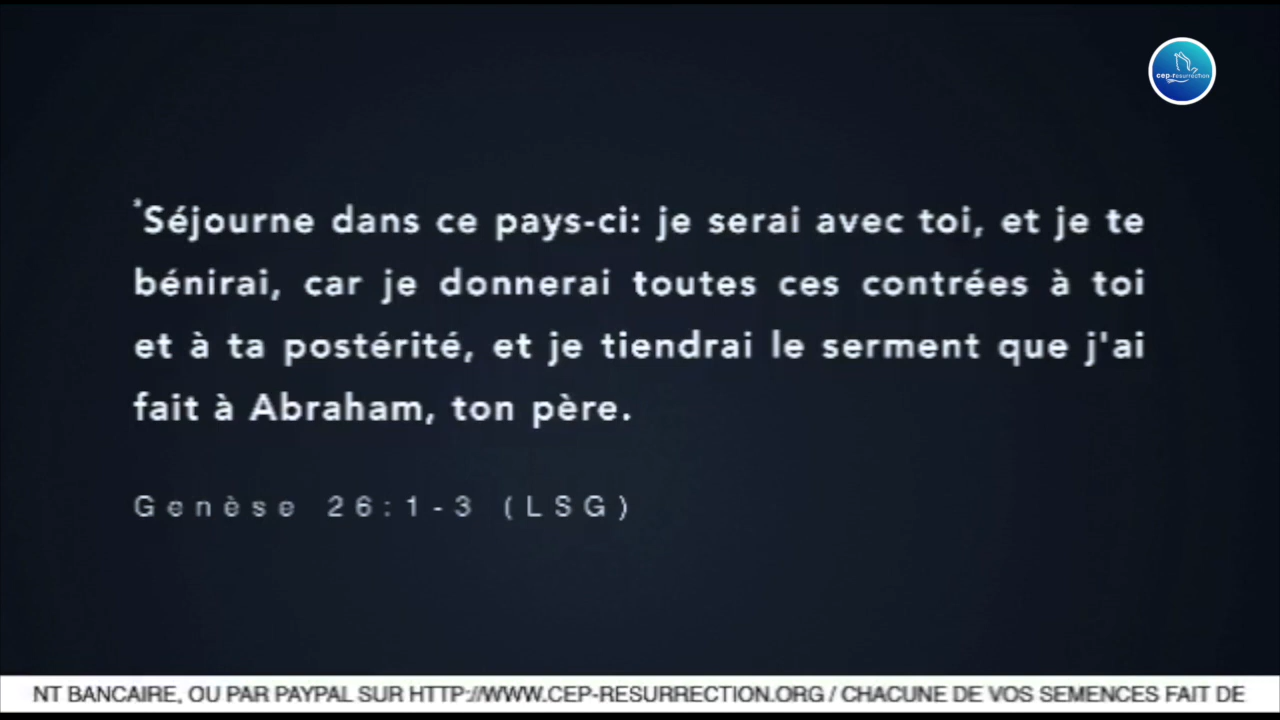 cep-resurrection
³Séjourne dans ce pays-ci: je serai avec toi, et je te
bénirai, car je donnerai toutes ces contrées à toi
et à ta postérité, et je tiendrai le serment que j'ai
fait à Abraham, ton père.
Genèse 26:1-3 (LSG)
NT BANCAIRE, OU PAR PAYPAL SUR HTTP://WWW.CEP-RESURRECTION.ORG / CHACUNE DE VOS SEMENCES FAIT DE